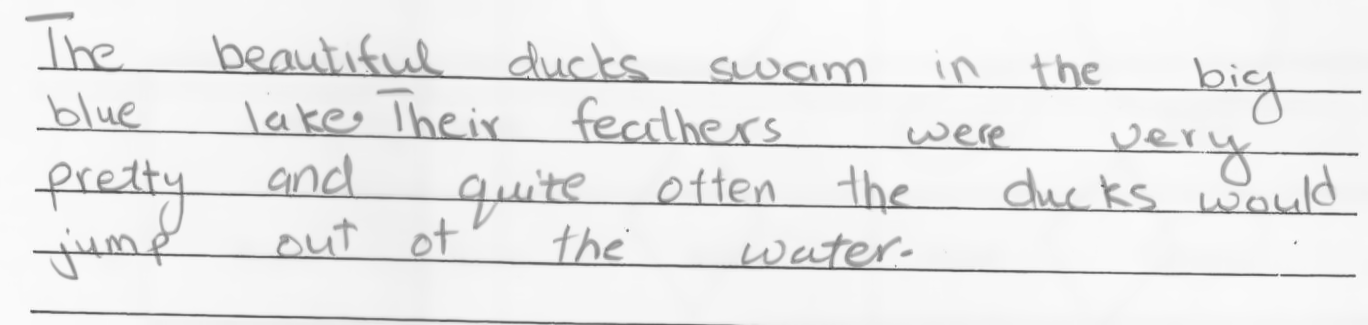 The beautiful ducks swam in the big
blue lake. Their feathers were very
pretty and quite often the ducks would
jump out of the water.